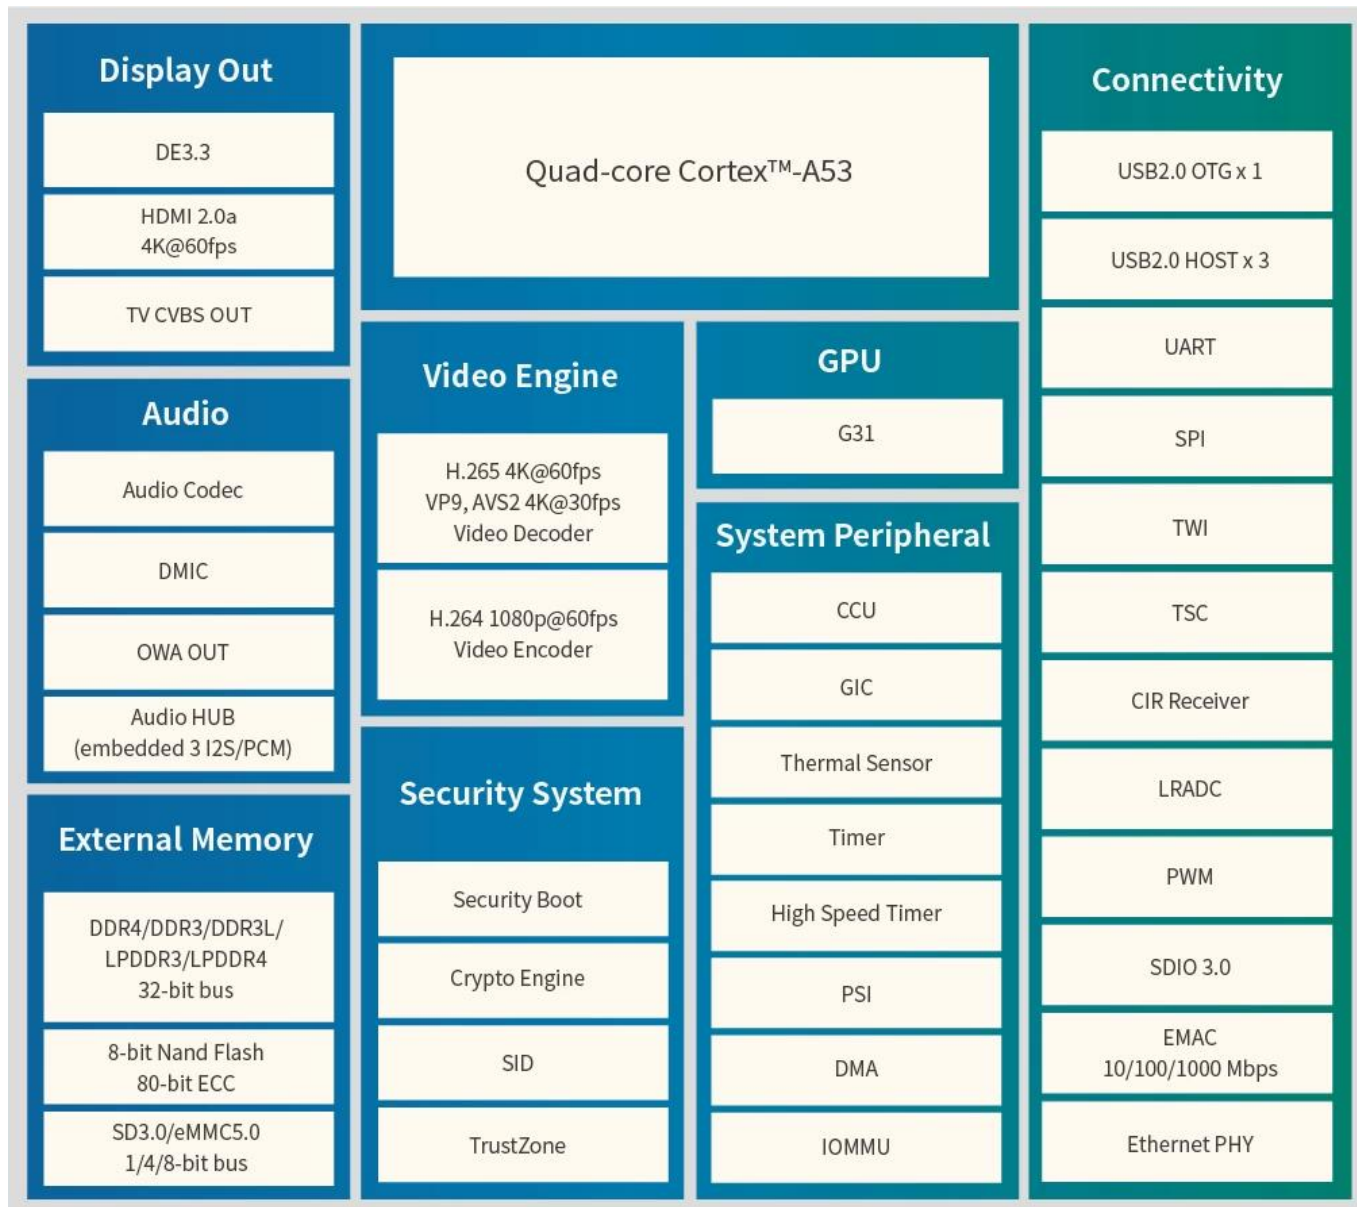 Display Out
DE3.3
HDMI 2.0a
4K@60fps
TV CVBS OUT
Audio
Audio Codec
DMIC
OWA OUT
Audio HUB
(embedded 3 I2S/PCM)
External Memory
DDR4/DDR3/DDR3L/
LPDDR3/LPDDR4
32-bit bus
8-bit Nand Flash
80-bit ECC
SD3.0/eMMC5.0
1/4/8-bit bus
Quad-core Cortex™-A53
Video Engine
H.265 4K@60fps
VP9, AVS2 4K@30fps
Video Decoder
H.264 1080p@60fps
Video Encoder
Security System
Security Boot
Crypto Engine
SID
TrustZone
GPU
G31
System Peripheral
CCU
GIC
Thermal Sensor
Timer
High Speed Timer
PSI
DMA
IOMMU
Connectivity
USB2.0 OTG x 1
USB2.0 HOST x 3
UART
SPI
TWI
TSC
CIR Receiver
LRADC
PWM
SDIO 3.0
EMAC
10/100/1000 Mbps
Ethernet PHY